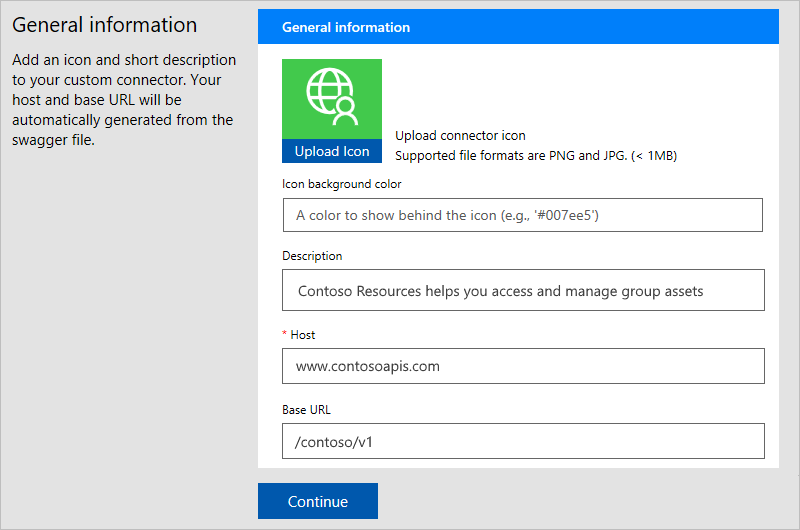 General information
Add an icon and short description
to your custom connector. Your
host and base URL will be
automatically generated from the
swagger file.
General information
Upload Icon
Upload connector icon
Supported file formats are PNG and JPG. (< 1MB)
Icon background color
A color to show behind the icon (e.g., '#007ee5')
Description
Contoso Resources helps you access and manage group assets
* Host
www.contosoapis.com
Base URL
/contoso/v1
Continue